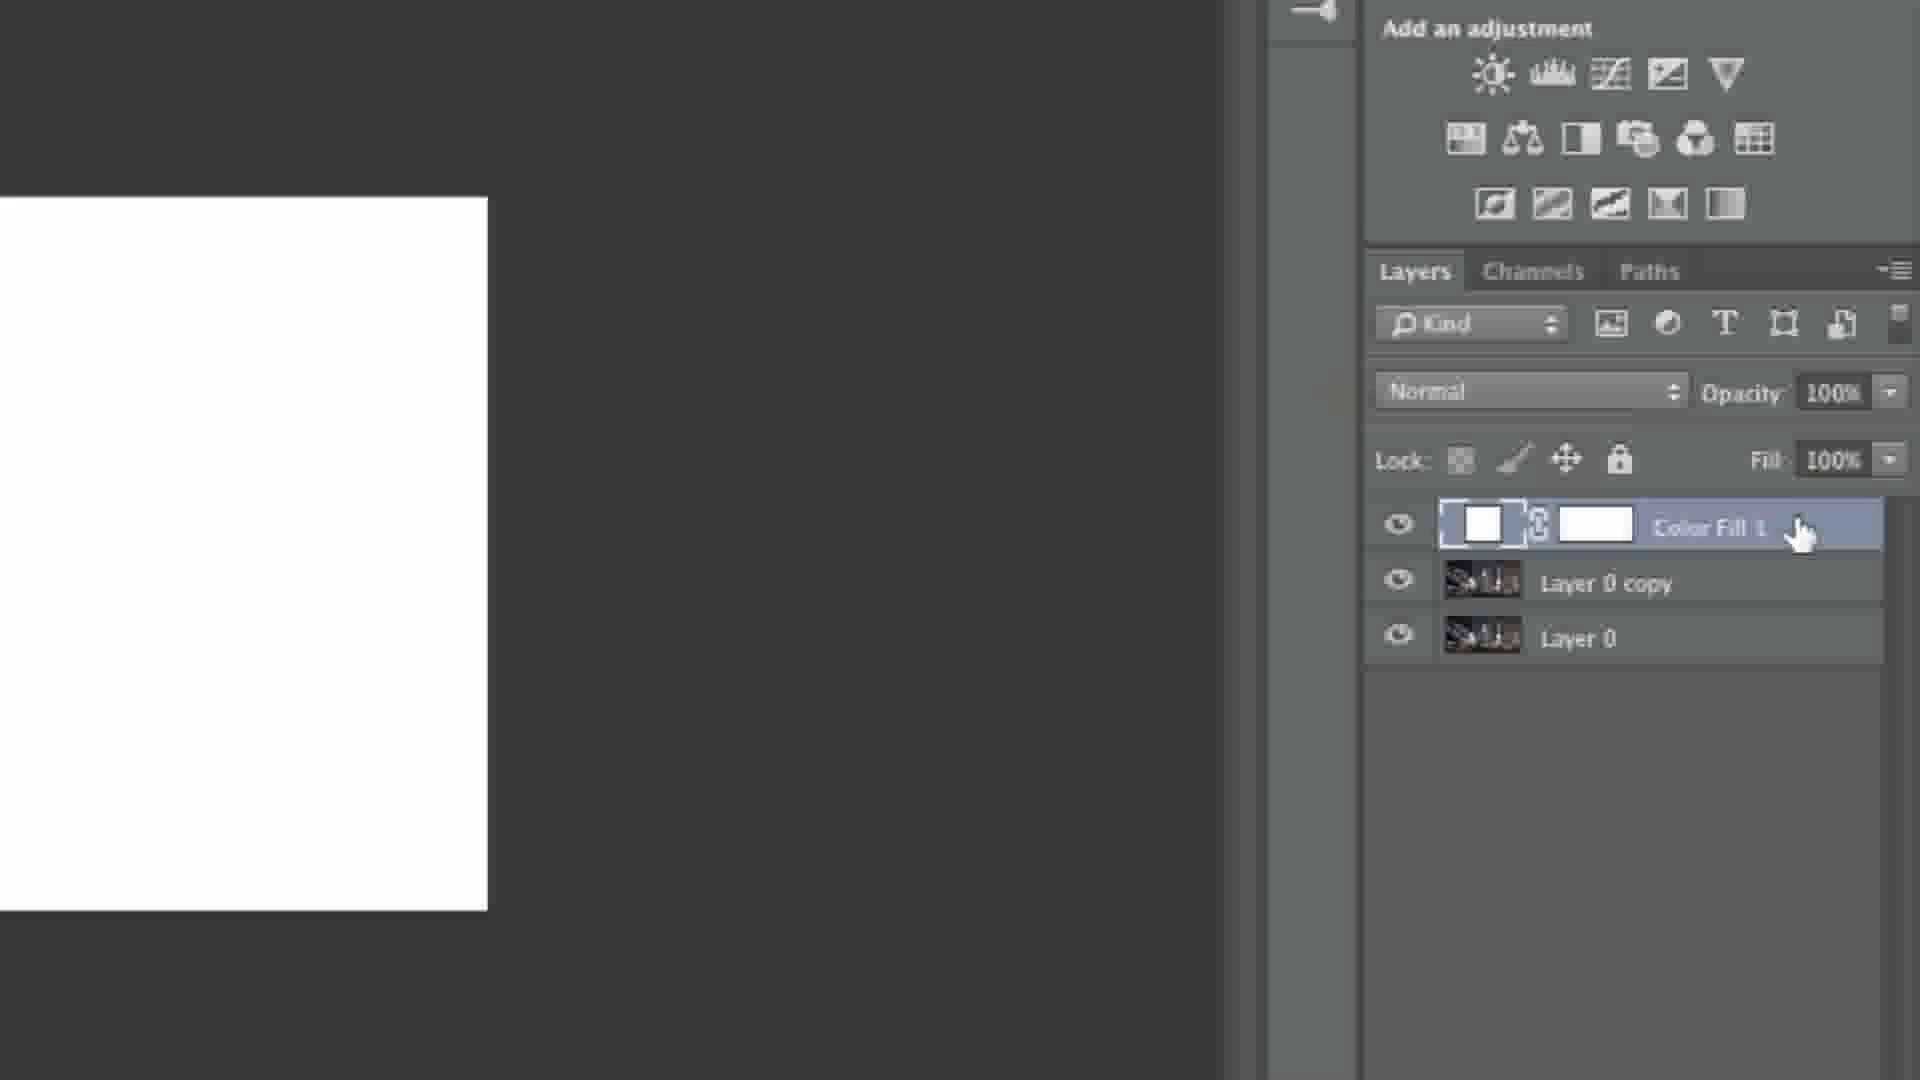 Add an adjustment
Layers Channels Paths
Kind T
Normal Opacity: 100%
Lock: Fill: 100%
Color Fill 1
Layer 0 copy
Layer 0